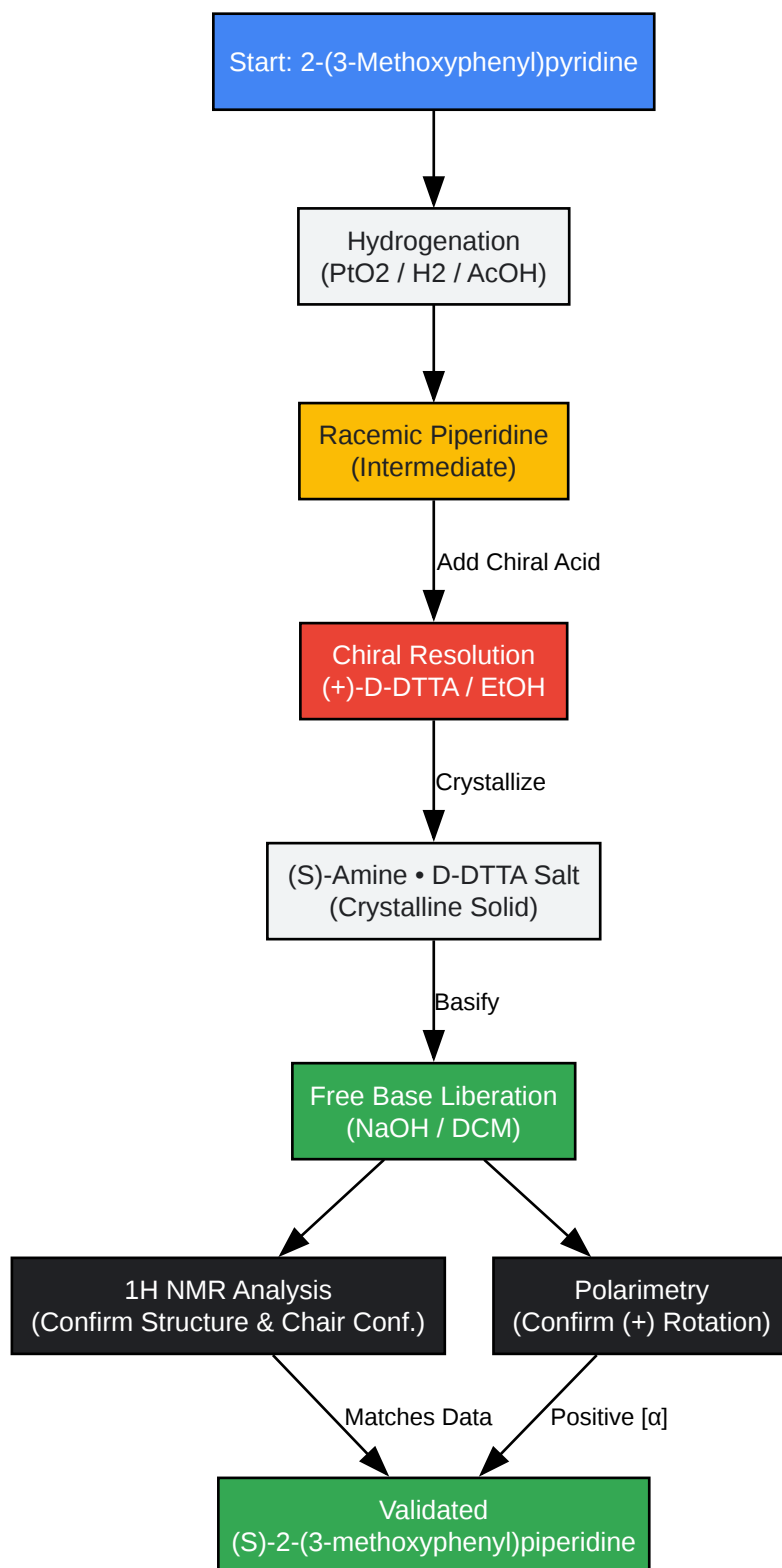 Start: 2-(3-Methoxyphenyl)pyridine
Hydrogenation
(PtO2 / H2 / AcOH)
Racemic Piperidine
(Intermediate)
Add Chiral Acid
Chiral Resolution
(+)-D-DTTA / EtOH
Crystallize
(S)-Amine • D-DTTA Salt
(Crystalline Solid)
Basify
Free Base Liberation
(NaOH / DCM)
1H NMR Analysis
(Confirm Structure & Chair Conf.)
Polarimetry
(Confirm (+) Rotation)
Matches Data
Positive [α]
Validated
(S)-2-(3-methoxyphenyl)piperidine